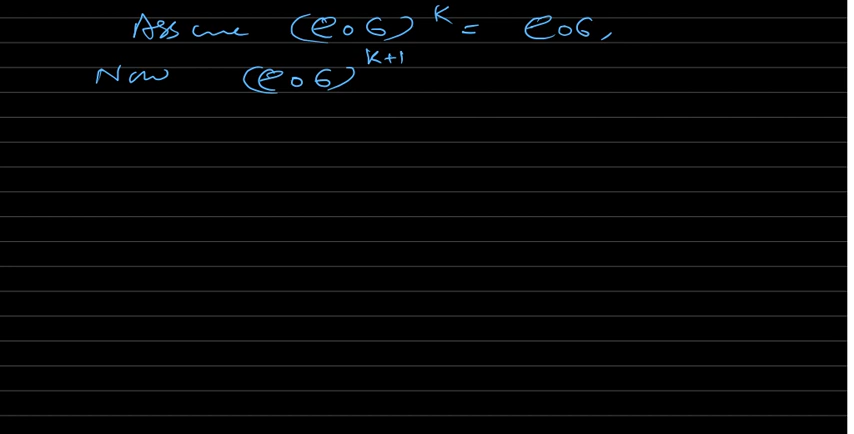 Assume (e∘G)^k = e∘G,
Now (e∘G)^{k+1}